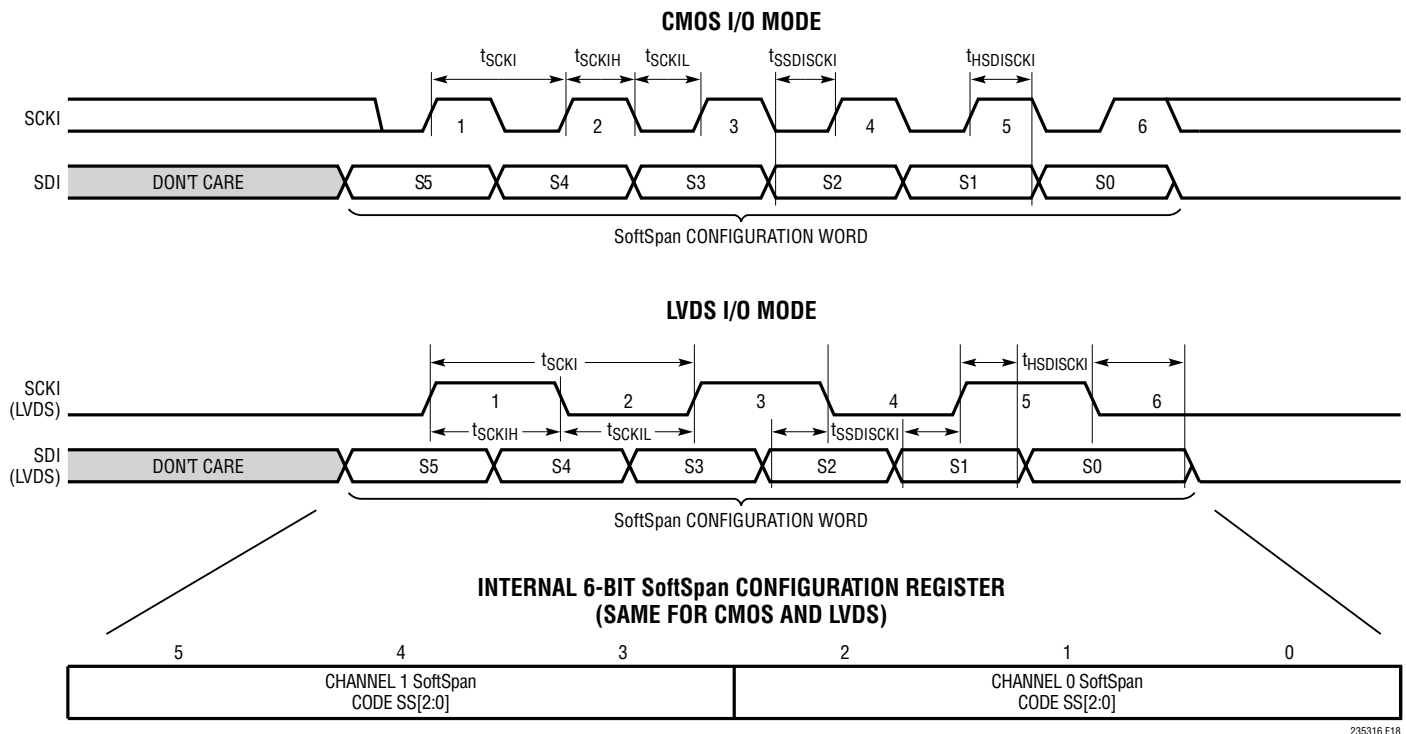 CMOS I/O MODE
tSCKI tSCKIH tSCKIL tSSDISCKI tHSDISCKI
SCKI 1 2 3 4 5 6
SDI DON'T CARE S5 S4 S3 S2 S1 S0
SoftSpan CONFIGURATION WORD
LVDS I/O MODE
tSCKI tHSDISCKI
SCKI
(LVDS)
1 2 3 4 5 6
tSCKIH tSCKIL tSSDISCKI
SDI
(LVDS)
DON'T CARE S5 S4 S3 S2 S1 S0
SoftSpan CONFIGURATION WORD
INTERNAL 6-BIT SoftSpan CONFIGURATION REGISTER
(SAME FOR CMOS AND LVDS)
5 4 3 2 1 0
CHANNEL 1 SoftSpan
CODE SS[2:0]
CHANNEL 0 SoftSpan
CODE SS[2:0]
235316 F18